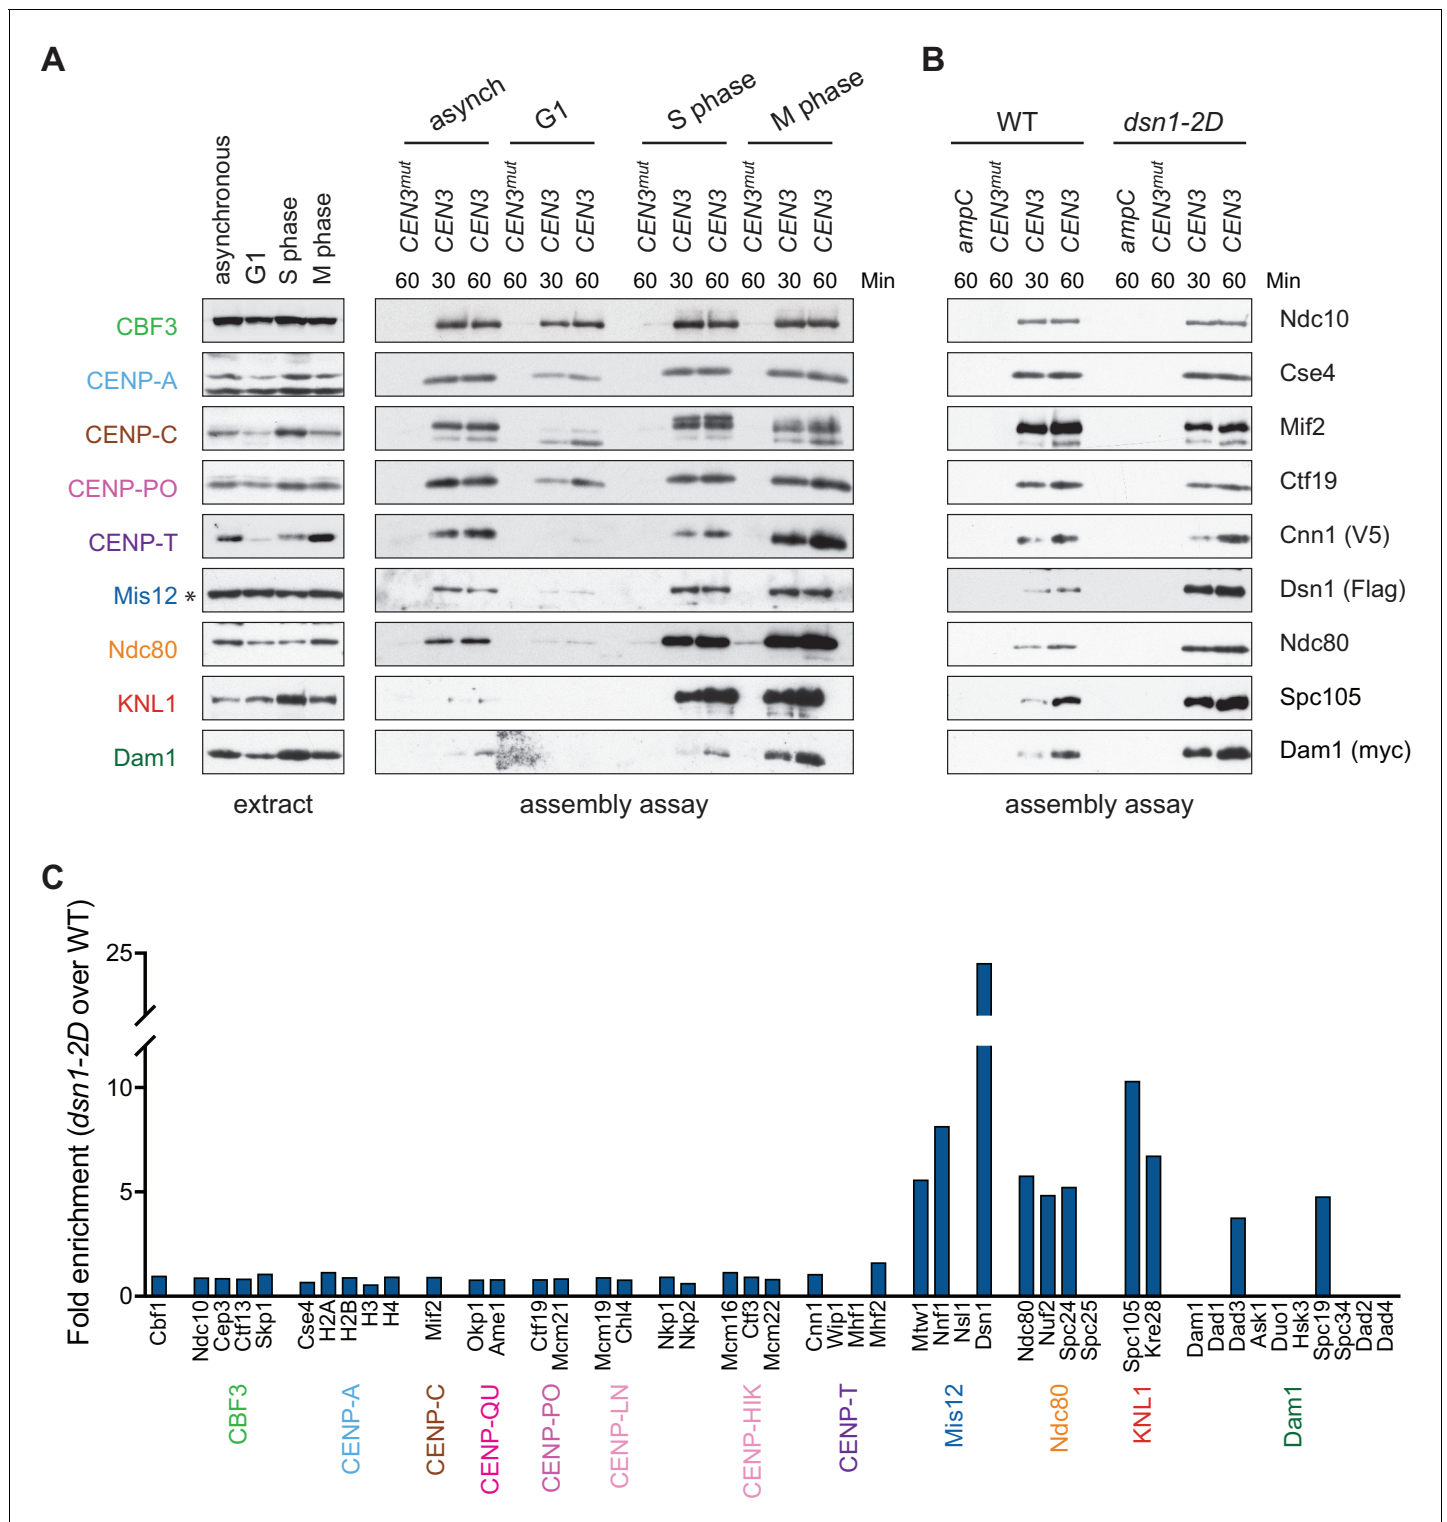 A
B
asynch
G1
S phase
M phase
WT
dsn1-2D
asynchronous
G1
S phase
M phase
CEN3mut
CEN3
CEN3
CEN3mut
CEN3
CEN3
CEN3mut
CEN3
CEN3
CEN3mut
CEN3
CEN3
ampC
CEN3mut
CEN3
CEN3
ampC
CEN3mut
CEN3
CEN3
60 30 60 60 30 60 60 30 60 60 30 60 Min
60 60 30 60 60 60 30 60 Min
CBF3
Ndc10
CENP-A
Cse4
CENP-C
Mif2
CENP-PO
Ctf19
CENP-T
Cnn1 (V5)
Mis12 *
Dsn1 (Flag)
Ndc80
Ndc80
KNL1
Spc105
Dam1
Dam1 (myc)
extract
assembly assay
assembly assay
C
Fold enrichment (dsn1-2D over WT)
25
10
5
0
Cbf1
Ndc10
Cep3
Ctf13
Skp1
Cse4
H2A
H2B
H3
H4
Mif2
Okp1
Ame1
Ctf19
Mcm21
Mcm19
Chl4
Nkp1
Nkp2
Mcm16
Ctf3
Mcm22
Cnn1
Wip1
Mhf1
Mhf2
Mtw1
Nnf1
Nsl1
Dsn1
Ndc80
Nuf2
Spc24
Spc25
Spc105
Kre28
Dam1
Dad1
Dad3
Ask1
Duo1
Hsk3
Spc19
Spc34
Dad2
Dad4
CBF3
CENP-A
CENP-C
CENP-QU
CENP-PO
CENP-LN
CENP-HIK
CENP-T
Mis12
Ndc80
KNL1
Dam1